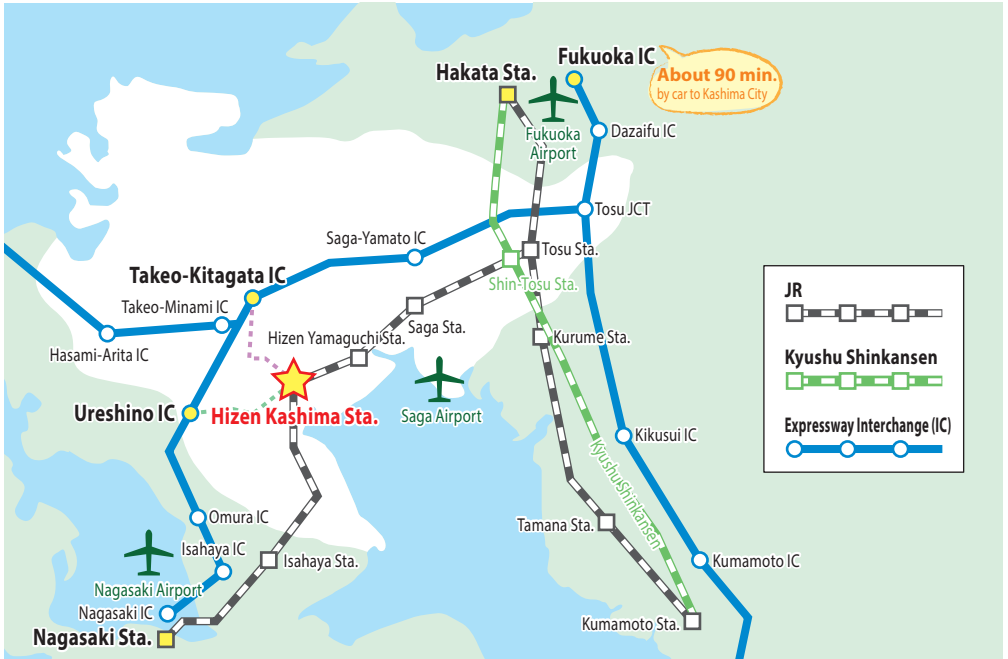 Fukuoka IC
Hakata Sta.
About 90 min.
by car to Kashima City
Fukuoka
Airport
Dazaifu IC
Tosu JCT
Saga-Yamato IC
Tosu Sta.
Takeo-Kitagata IC
Shin-Tosu Sta.
Takeo-Minami IC
Saga Sta.
Hizen Yamaguchi Sta.
Kurume Sta.
Hasami-Arita IC
Ureshino IC
Hizen Kashima Sta.
Saga Airport
Kikusui IC
Kyushu Shinkansen
Omura IC
Tamana Sta.
Isahaya IC
Isahaya Sta.
Kumamoto IC
Nagasaki Airport
Nagasaki IC
Kumamoto Sta.
Nagasaki Sta.
JR
Kyushu Shinkansen
Expressway Interchange (IC)